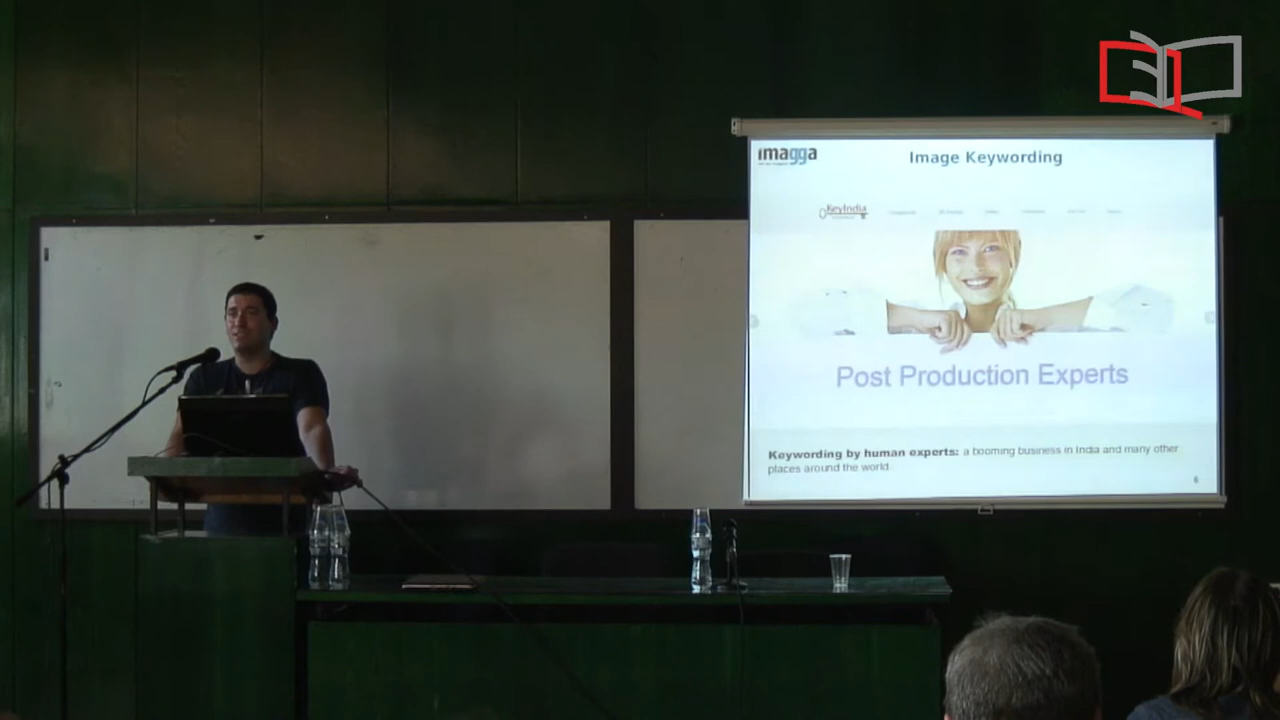 imagga
Image Keywording
KeyIndia
Post Production Experts
Keywording by human experts: a booming business in India and many other
places around the world.
6